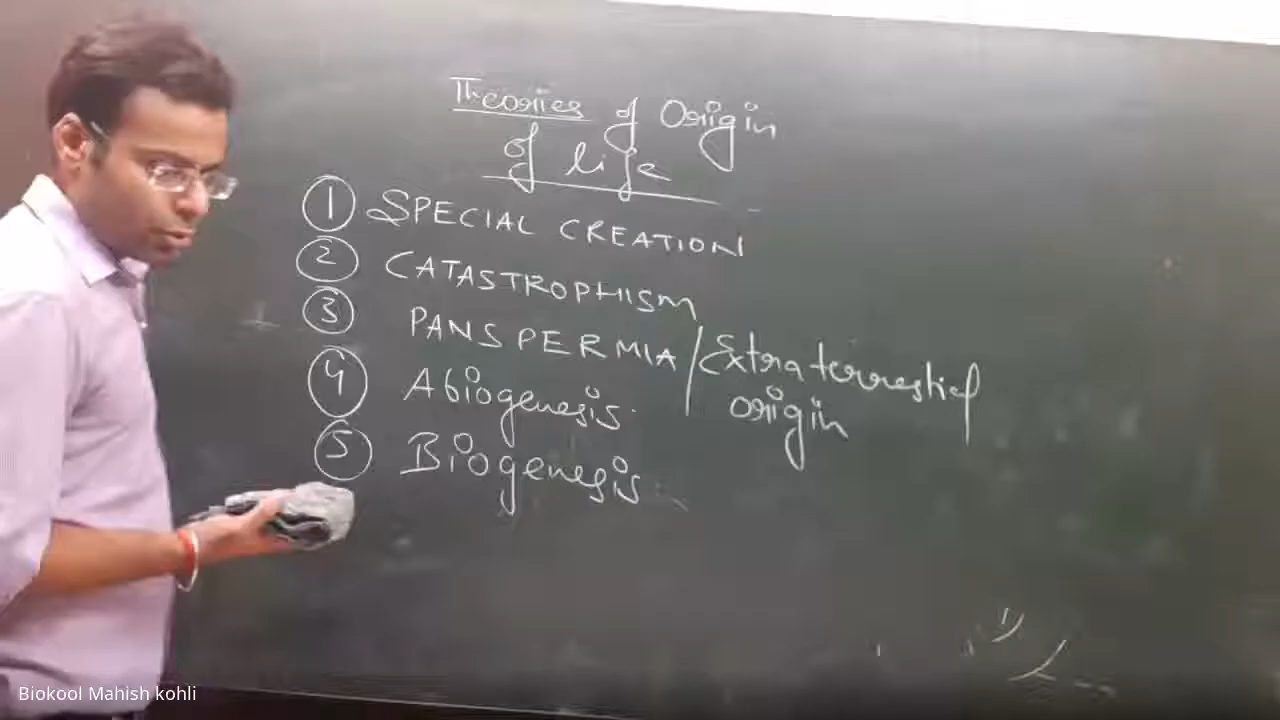 Theories of Origin
of life
1 SPECIAL CREATION
2 CATASTROPHISM
3 PANSPERMIA/Extraterrestial
origin
4 Abiogenesis.
5 Biogenesis.
Biokool Mahish kohli